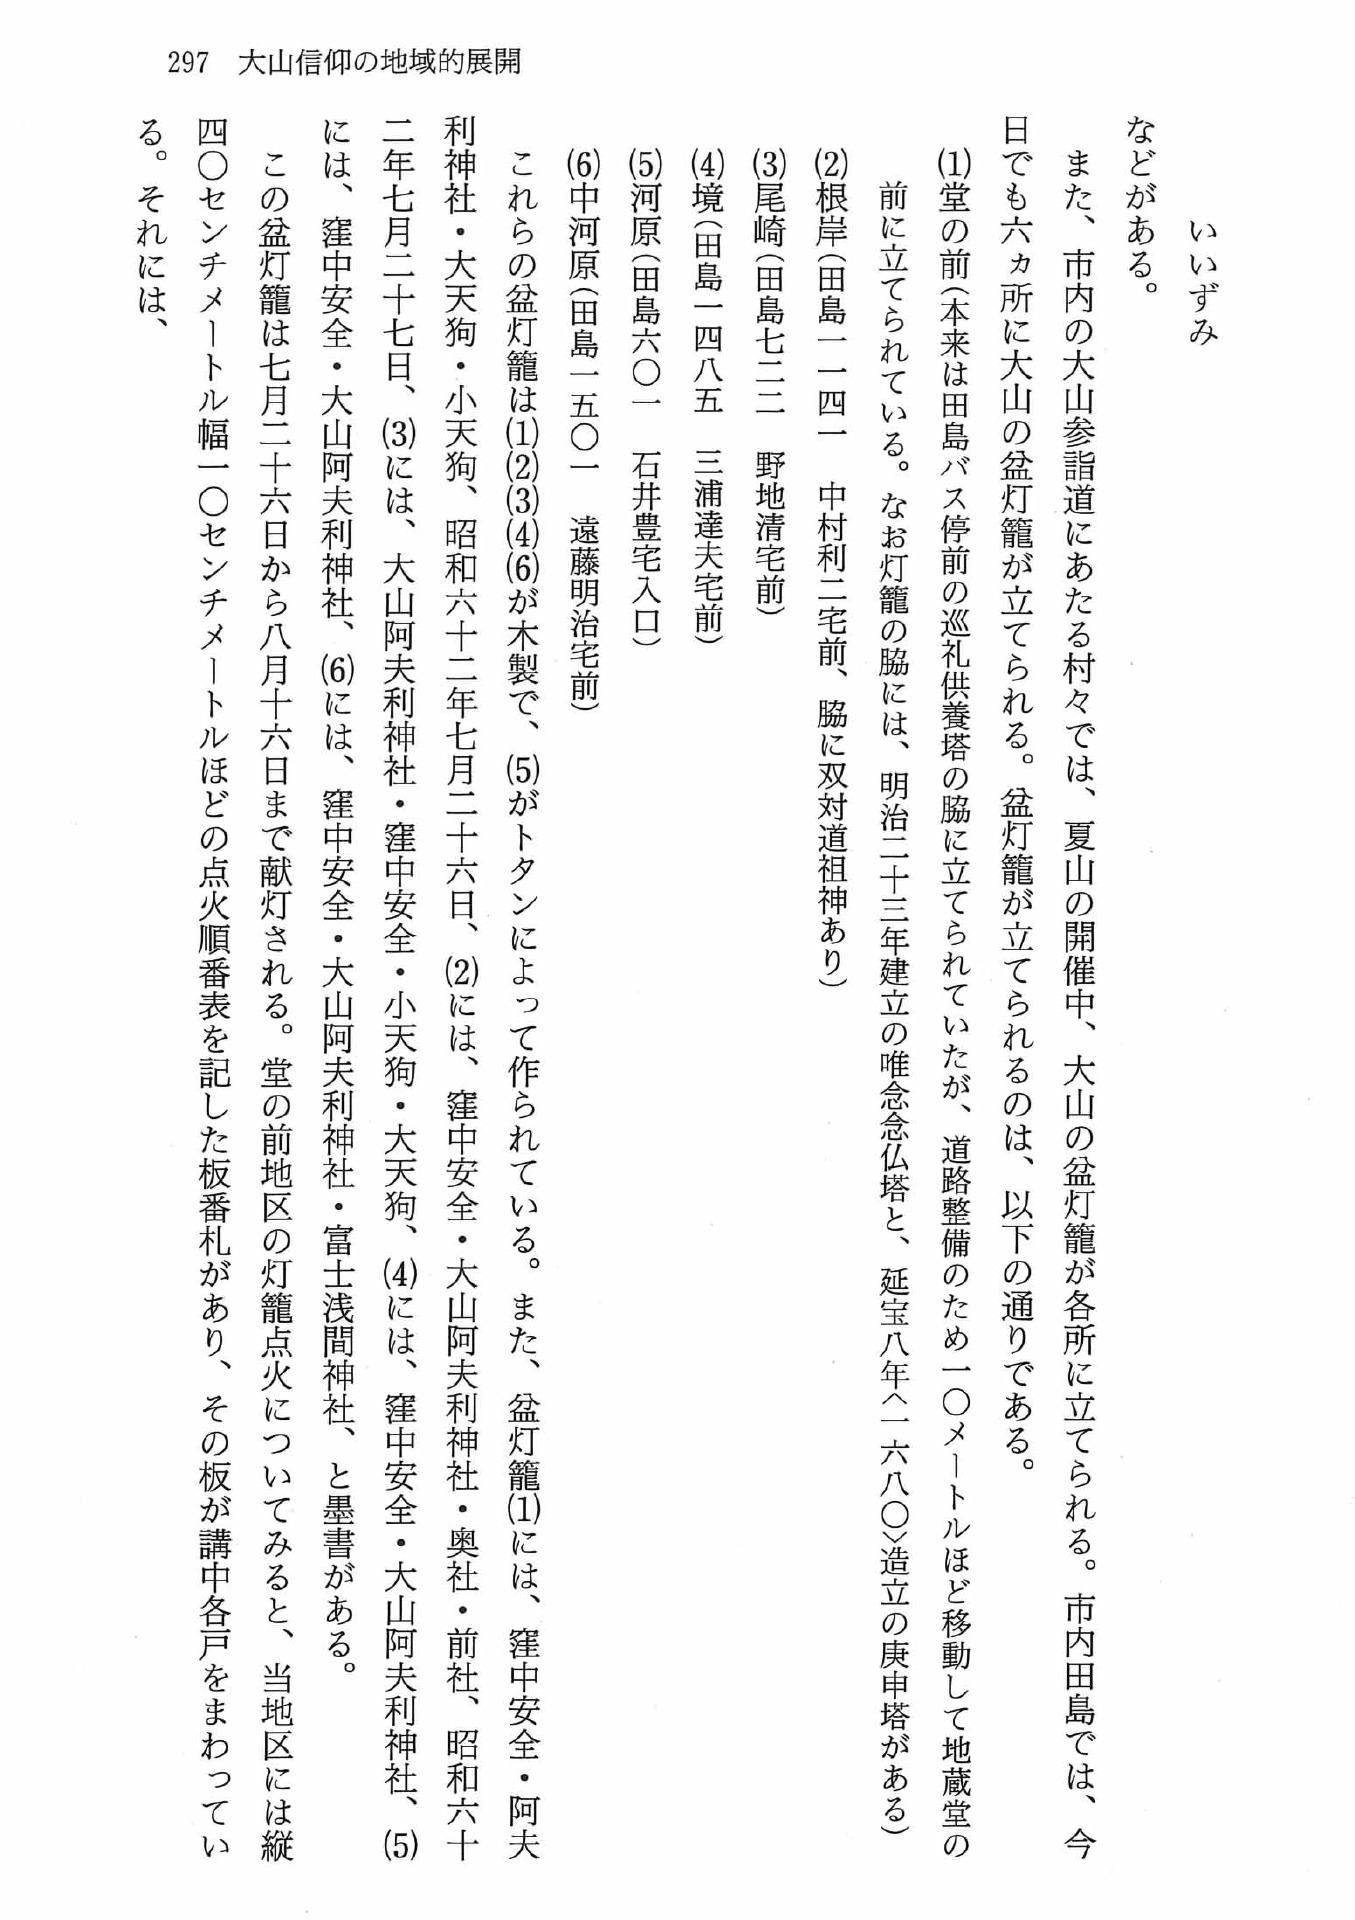 297　大山信仰の地域的展開
いいずみ
などがある。
また、市内の大山参詣道にあたる村々では、夏山の開催中、大山の盆灯籠が各所に立てられる。市内田島では、今
日でも六ヵ所に大山の盆灯籠が立てられる。盆灯籠が立てられるのは、以下の通りである。
(1)堂の前(本来は田島バス停前の巡礼供養塔の脇に立てられていたが、道路整備のため一〇メートルほど移動して地蔵堂の
前に立てられている。なお灯籠の脇には、明治二十三年建立の唯念念仏塔と、延宝八年〈一六八〇〉造立の庚申塔がある)
(2)根岸(田島一一四一　中村利二宅前、脇に双対道祖神あり)
(3)尾崎(田島七二二　野地清宅前)
(4)境(田島一四八五　三浦達夫宅前)
(5)河原(田島六〇一　石井豊宅入口)
(6)中河原(田島一五〇一　遠藤明治宅前)
これらの盆灯籠は(1)(2)(3)(4)(6)が木製で、(5)がトタンによって作られている。また、盆灯籠(1)には、窪中安全・阿夫
利神社・大天狗・小天狗、昭和六十二年七月二十六日、(2)には、窪中安全・大山阿夫利神社・奥社・前社、昭和六十
二年七月二十七日、(3)には、大山阿夫利神社・窪中安全・小天狗・大天狗、(4)には、窪中安全・大山阿夫利神社、(5)
には、窪中安全・大山阿夫利神社、(6)には、窪中安全・大山阿夫利神社・富士浅間神社、と墨書がある。
この盆灯籠は七月二十六日から八月十六日まで献灯される。堂の前地区の灯籠点火についてみると、当地区には縦
四〇センチメートル幅一〇センチメートルほどの点火順番表を記した板番札があり、その板が講中各戸をまわってい
る。それには、